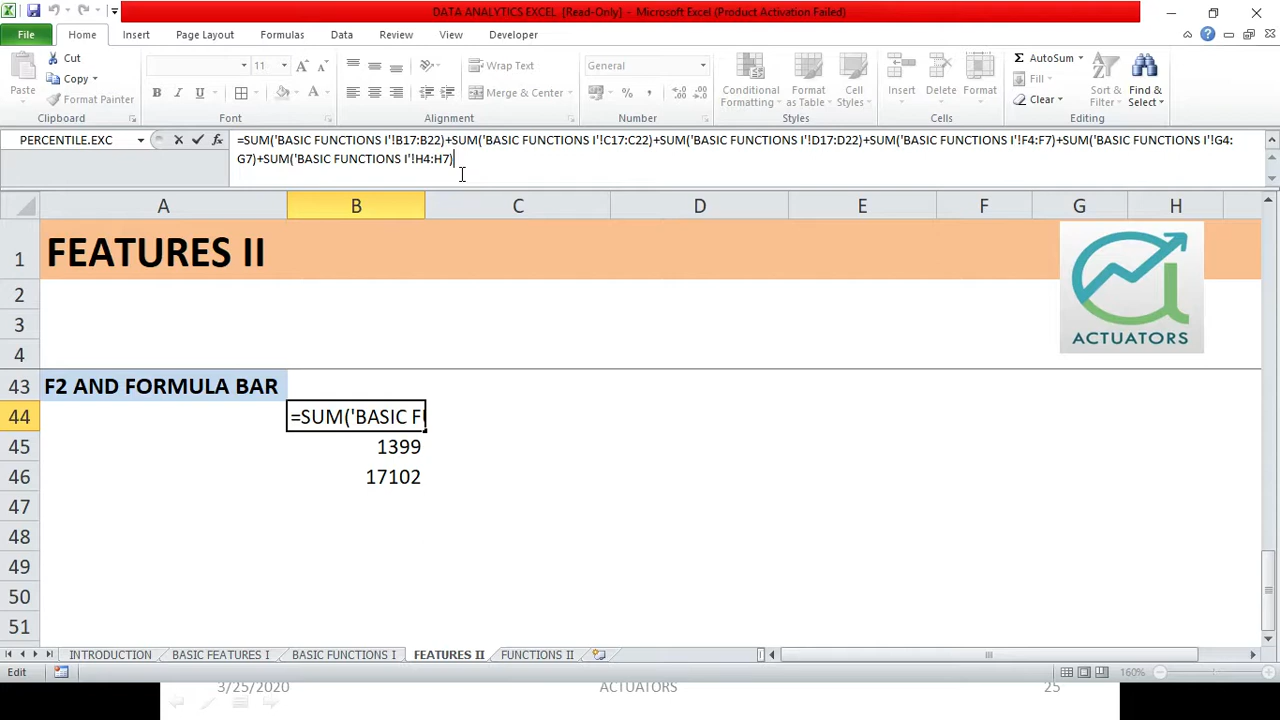 DATA ANALYTICS EXCEL [Read-Only] - Microsoft Excel (Product Activation Failed)
File Home Insert Page Layout Formulas Data Review View Developer
Cut
Copy
Format Painter
Paste
Clipboard
11
B I U
Font
Wrap Text
Merge & Center
Alignment
General
Number
Conditional Formatting
Format as Table
Cell Styles
Styles
Insert
Delete
Format
Cells
AutoSum
Fill
Clear
Sort & Filter
Find & Select
Editing
PERCENTILE.EXC
=SUM('BASIC FUNCTIONS I'!B17:B22)+SUM('BASIC FUNCTIONS I'!C17:C22)+SUM('BASIC FUNCTIONS I'!D17:D22)+SUM('BASIC FUNCTIONS I'!F4:F7)+SUM('BASIC FUNCTIONS I'!G4:
G7)+SUM('BASIC FUNCTIONS I'!H4:H7)
A B C D E F G H
1 FEATURES II
ACTUATORS
2
3
4
43 F2 AND FORMULA BAR
44 =SUM('BASIC F
45 1399
46 17102
47
48
49
50
51
INTRODUCTION BASIC FEATURES I BASIC FUNCTIONS I FEATURES II FUNCTIONS II
Edit 160%
3/25/2020 ACTUATORS 25